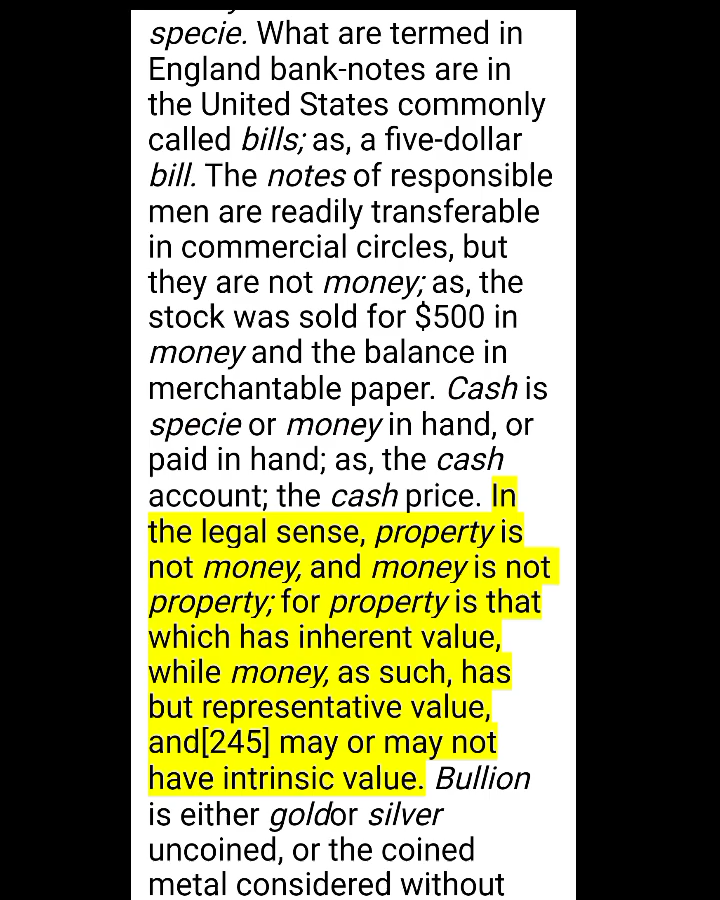 specie. What are termed in
England bank-notes are in
the United States commonly
called bills; as, a five-dollar
bill. The notes of responsible
men are readily transferable
in commercial circles, but
they are not money; as, the
stock was sold for $500 in
money and the balance in
merchantable paper. Cash is
specie or money in hand, or
paid in hand; as, the cash
account; the cash price. In
the legal sense, property is
not money, and money is not
property; for property is that
which has inherent value,
while money, as such, has
but representative value,
and[245] may or may not
have intrinsic value. Bullion
is either goldor silver
uncoined, or the coined
metal considered without